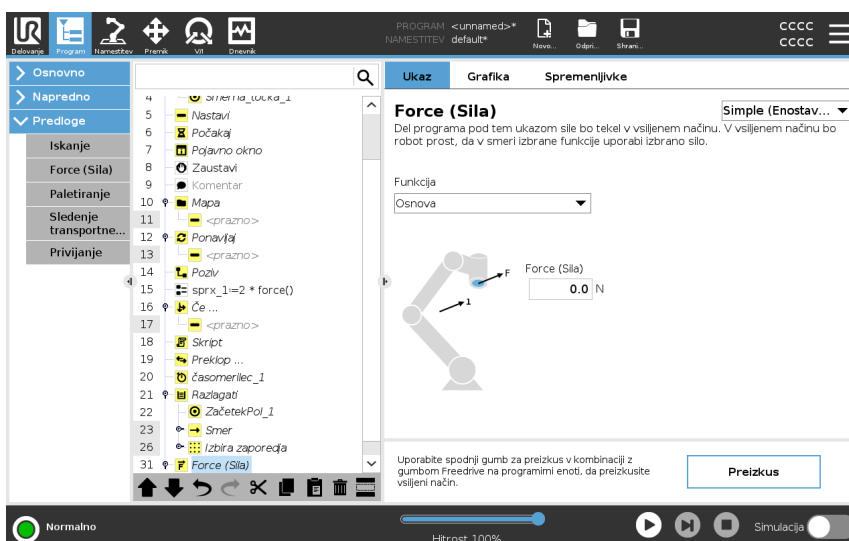 PROGRAM <unnamed>*
NAMESTITEV default*
Delovanje Program Namestitev Premik V/I Dnevnik
Novo... Odpri... Shrani...
cccc
cccc
Osnovno
Napredno
Predloge
Iskanje
Force (Sila)
Paletiranje
Sledenje
transportne...
Privijanje
4 Smerna_točka_1
5 Nastavi
6 Počakaj
7 Pojavno okno
8 Zaustavi
9 Komentar
10 Mapa
11 <prazno>
12 Ponavljaj
13 <prazno>
14 Poziv
15 sprx_1≔2 * force()
16 Če ...
17 <prazno>
18 Skript
19 Preklop ...
20 časomerilec_1
21 Razlagati
22 ZačetekPol_1
23 Smer
26 Izbira zaporedja
31 Force (Sila)
Ukaz Grafika Spremenljivke
Force (Sila)
Simple (Enostav...
Del programa pod tem ukazom sile bo tekel v vsiljenem načinu. V vsiljenem načinu bo
robot prost, da v smeri izbrane funkcije uporabi izbrano silo.
Funkcija
Osnova
F
1
Force (Sila)
0.0 N
Uporabite spodnji gumb za preizkus v kombinaciji z
gumbom Freedrive na programirni enoti, da preizkusite
vsiljeni način.
Preizkus
Normalno
Hitrost 100%
Simulacija